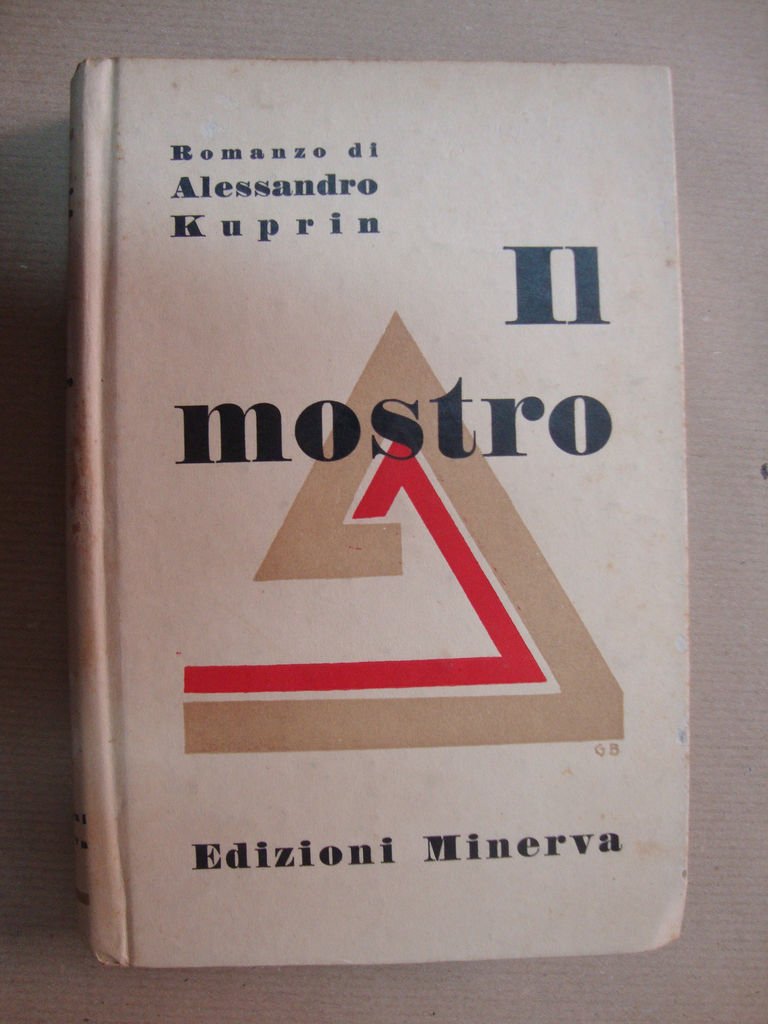 Romanzo di
Alessandro
Kuprin
Il
mostro
GB
Edizioni Minerva